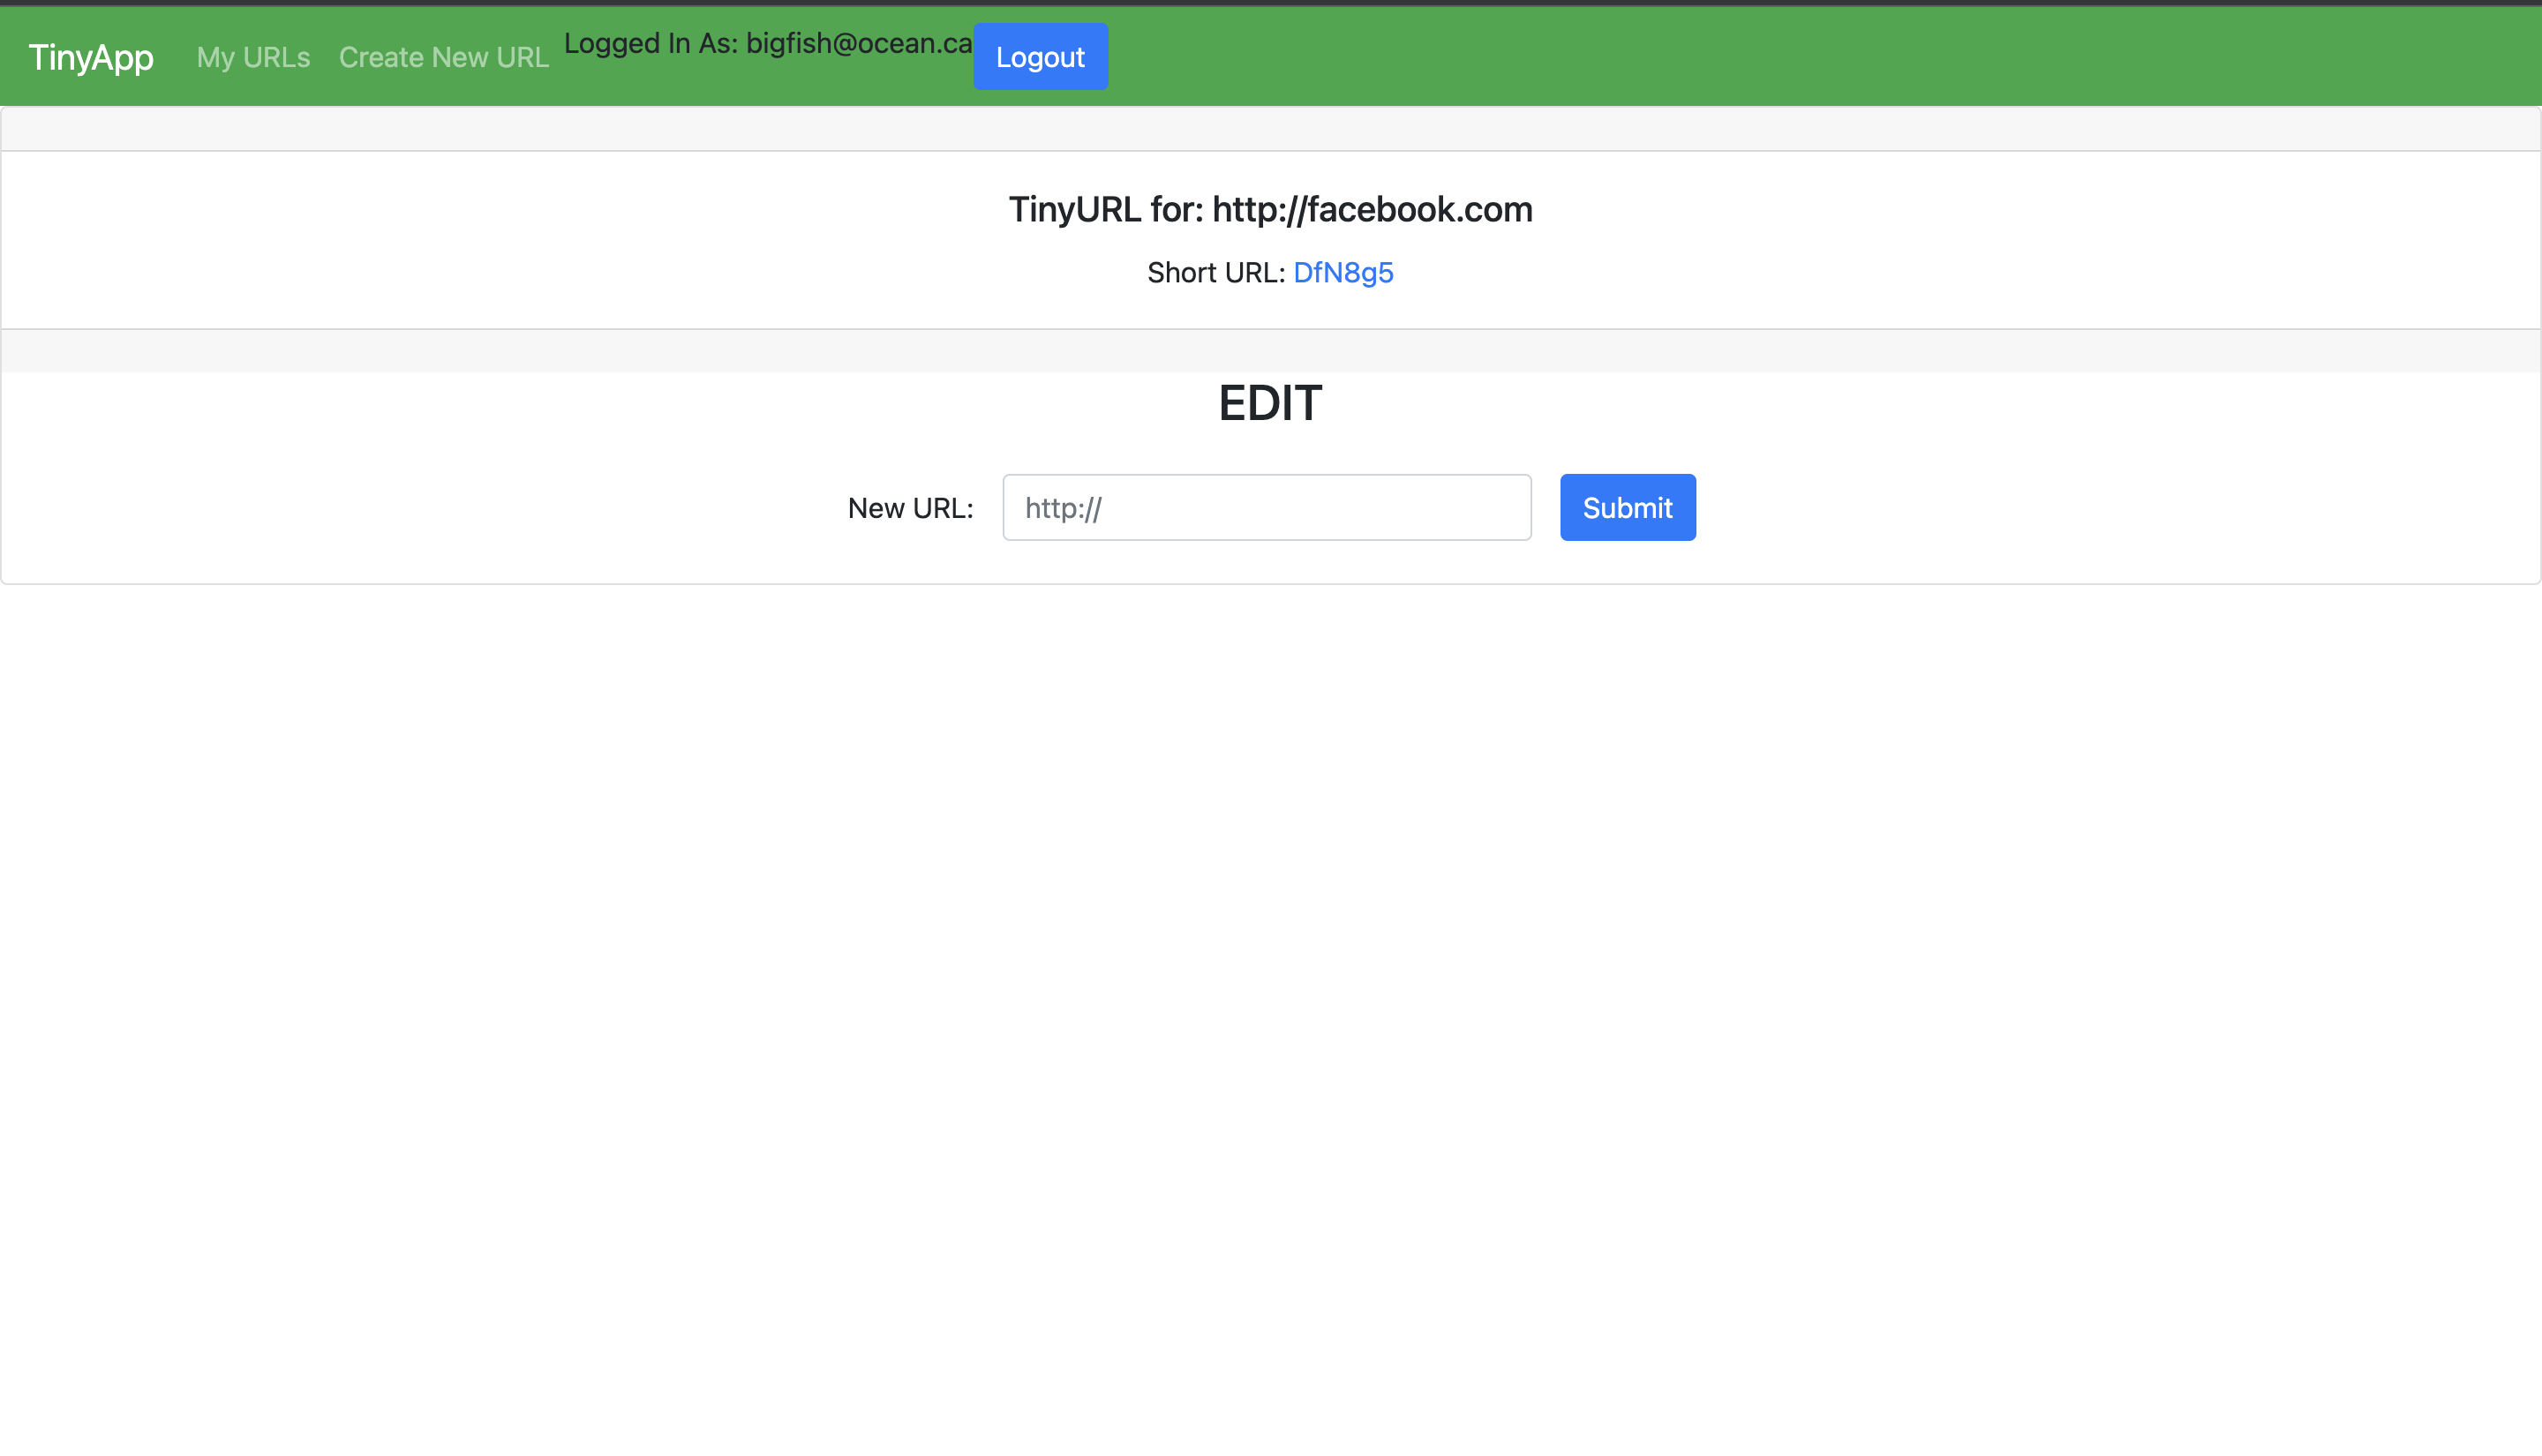 TinyApp My URLs Create New URL Logged In As: bigfish@ocean.ca Logout
TinyURL for: http://facebook.com
Short URL: DfN8g5
EDIT
New URL: http:// Submit